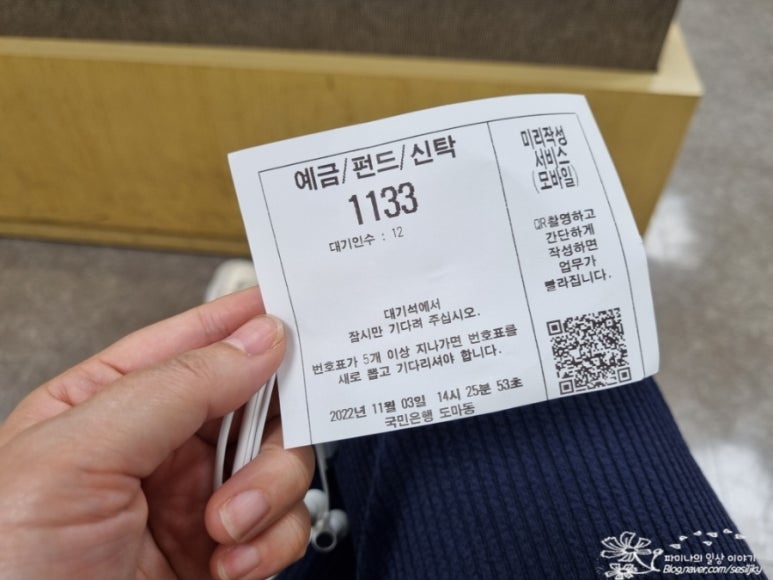 예금/펀드/신탁
1133
대기인수 : 12
대기석에서
잠시만 기다려 주십시오.
번호표가 5개 이상 지나가면 번호표를
새로 뽑고 기다리셔야 합니다.
2022년 11월 03일 14시 25분 53초
국민은행 도마동
미리작성
서비스
(모바일)
QR촬영하고
간단하게
작성하면
업무가
빨라집니다.
파미나의 일상 이야기
Blog.naver.com/sesiljky